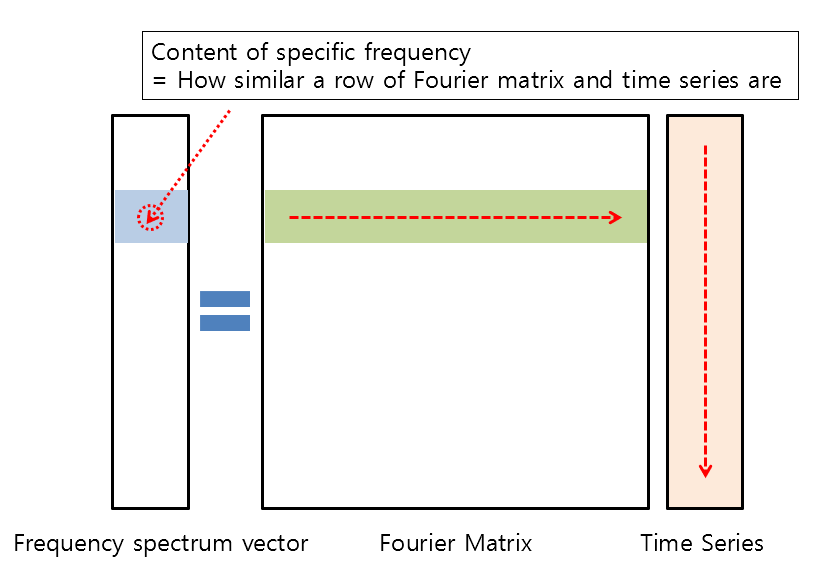 Content of specific frequency
= How similar a row of Fourier matrix and time series are
Frequency spectrum vector
Fourier Matrix
Time Series